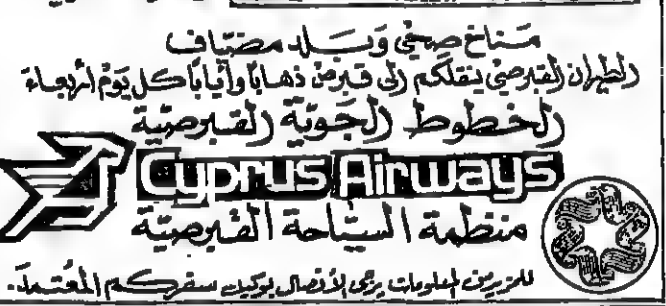 مناخ صحي وبلد مضياف
الطيران القبرصي ينقلكم إلى قبرص ذهاباً وإياباً كل يوم أربعاء
الخطوط الجوية القبرصية
Cyprus Airways
منظمة السياحة القبرصية
للمزيد من المعلومات يرجى الاتصال بوكيل سفركم المعتمد.